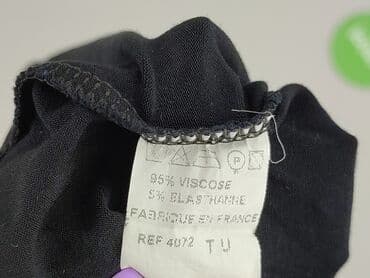 P
95% VISCOSE
5% ELASTHANNE
FABRIQUE EN FRANCE
REF 4072 TU